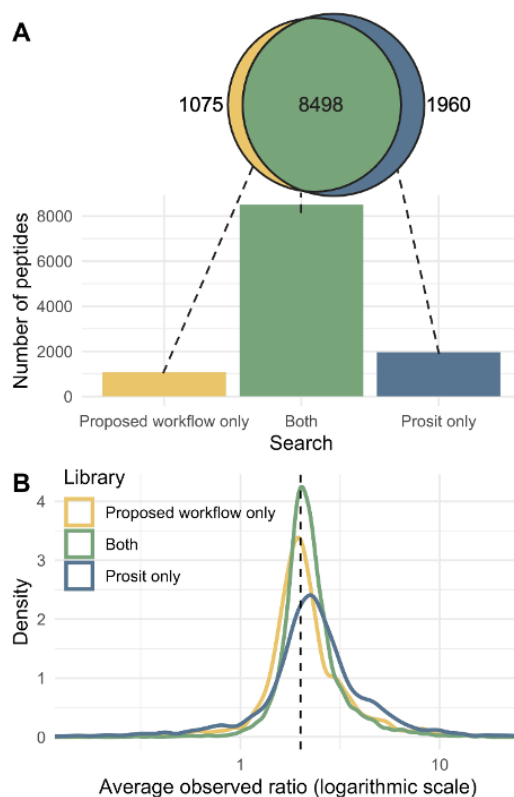 A
1075 8498 1960
Number of peptides
8000
6000
4000
2000
0
Proposed workflow only Both Prosit only
Search
B
Library
Proposed workflow only
Both
Prosit only
Density
4
3
2
1
0
1 10
Average observed ratio (logarithmic scale)